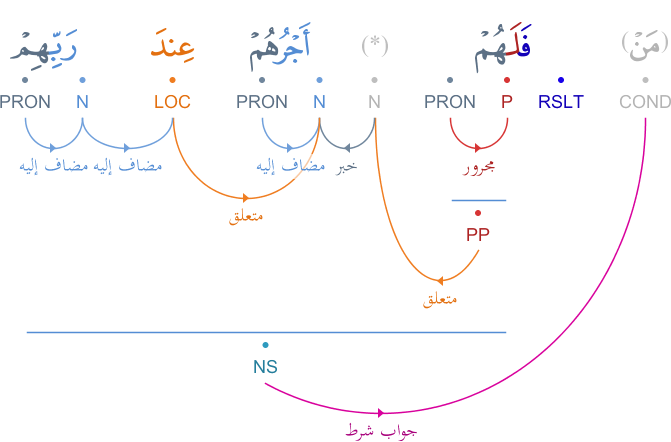 (مَنْ) فَلَهُمْ (*) أَجْرُهُمْ عِندَ رَبِّهِمْ
COND RSLT P PRON N N PRON LOC N PRON
مجرور خبر مضاف إليه مضاف إليه مضاف إليه
متعلق
PP
متعلق
NS
جواب شرط